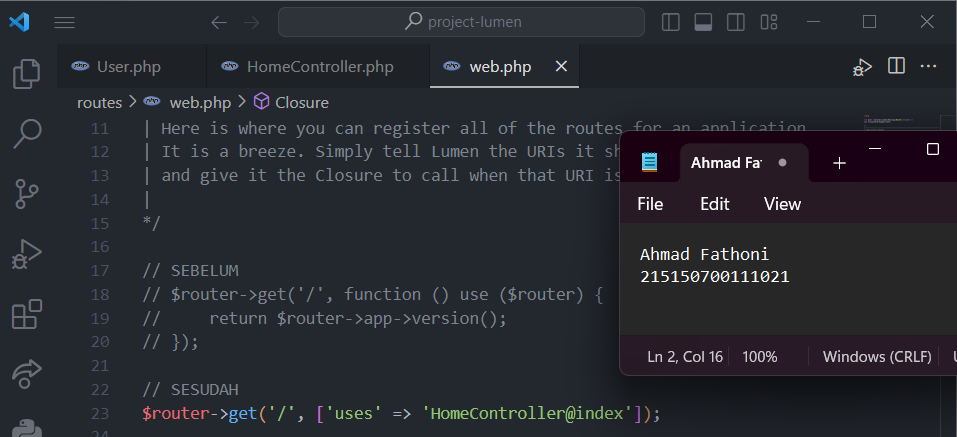 project-lumen
User.php
HomeController.php
web.php
routes > web.php > Closure
11 | Here is where you can register all of the routes for an application
12 | It is a breeze. Simply tell Lumen the URIs it sh
13 | and give it the Closure to call when that URI is
14 |
15 */
16
17 // SEBELUM
18 // $router->get('/', function () use ($router) {
19 //     return $router->app->version();
20 // });
21
22 // SESUDAH
23 $router->get('/', ['uses' => 'HomeController@index']);
24
Ahmad Fat
File Edit View
Ahmad Fathoni
215150700111021
Ln 2, Col 16 100% Windows (CRLF)